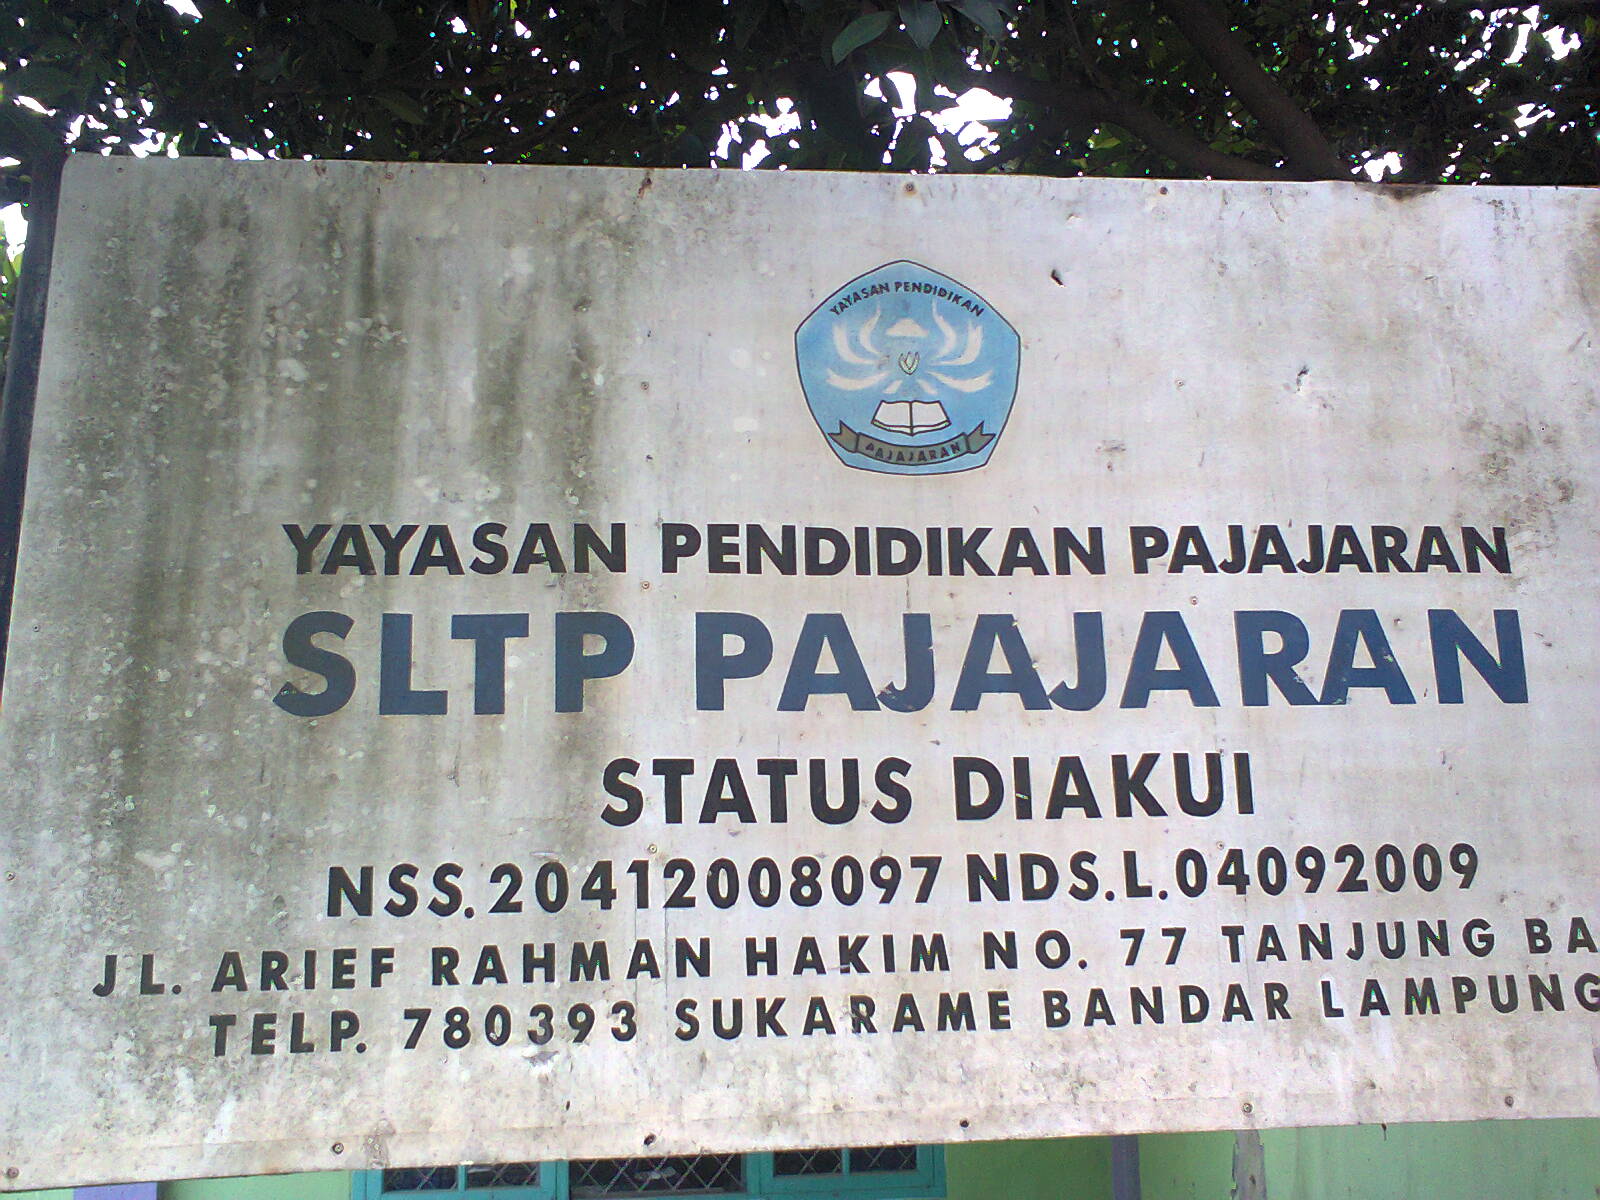 YAYASAN PENDIDIKAN
PAJAJARAN
YAYASAN PENDIDIKAN PAJAJARAN
SLTP PAJAJARAN
STATUS DIAKUI
NSS.20412008097 NDS.L.04092009
JL. ARIEF RAHMAN HAKIM NO. 77 TANJUNG BA
TELP. 780393 SUKARAME BANDAR LAMPUNG